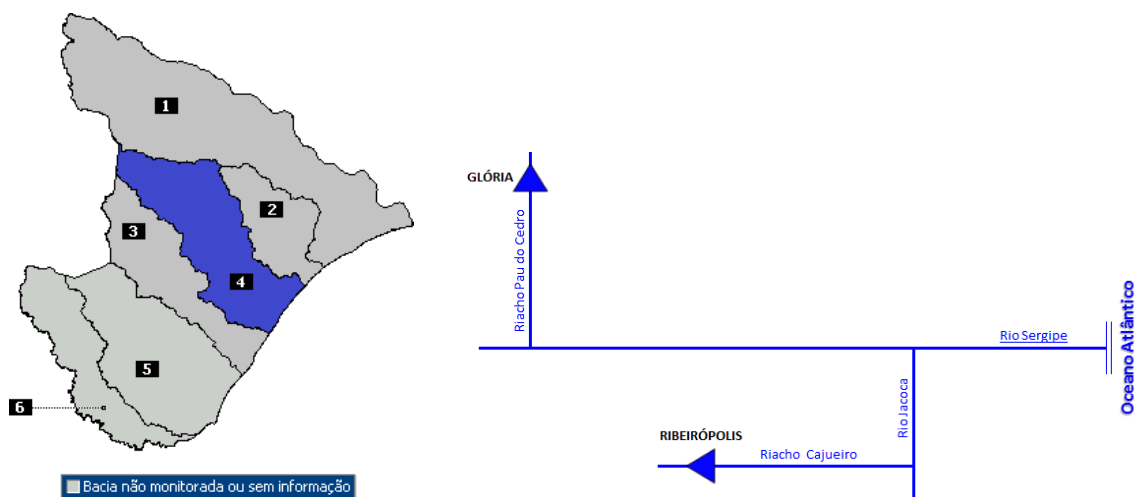 1
2
3
4
5
6
Bacia não monitorada ou sem informação
GLÓRIA
Riacho Pau do Cedro
Rio Sergipe
Oceano Atlântico
Rio Jacoca
RIBEIRÓPOLIS
Riacho Cajueiro